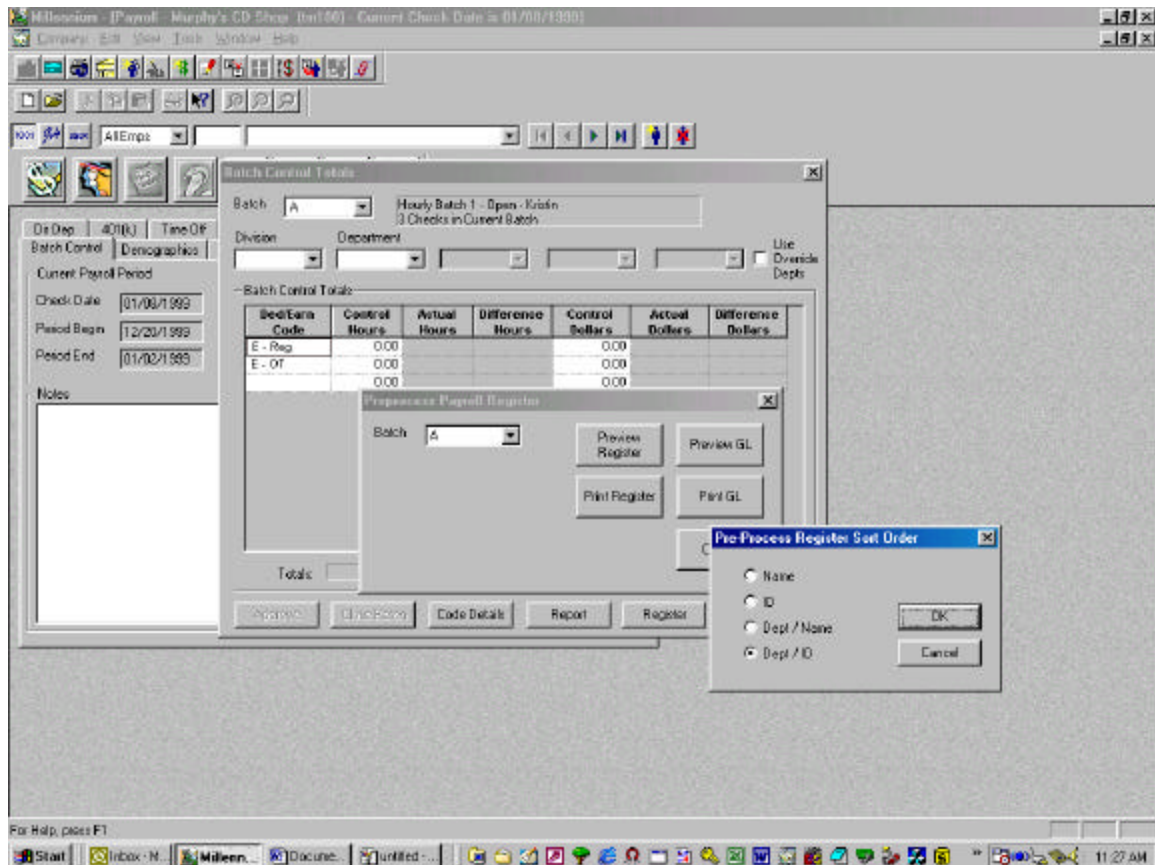 Millennium - [Payroll - Murphy's CD Shop - Current Check Date is 01/08/1999]
Company Edit View Tools Window Help
AllEmps
Batch Control Totals
Batch A Hourly Batch 1 - Open - Kristin
3 Checks in Current Batch
Dir Dep 401(k) Time Off
Batch Control Demographics
Division Department Use Override Depts
Current Payroll Period
Check Date 01/08/1999
Period Begin 12/20/1999
Period End 01/02/1999
Notes
Batch Control Totals
Ded/Earn Code Control Hours Actual Hours Difference Hours Control Dollars Actual Dollars Difference Dollars
E - Reg 0.00 0.00
E - OT 0.00 0.00
0.00 0.00
Preprocess Payroll Register
Batch A Preview Register Preview GL
Print Register Print GL
Totals:
Approve Close Batch Code Details Report Register
Pre-Process Register Sort Order
Name
ID
Dept / Name
Dept / ID
OK
Cancel
For Help, press F1
Start Inbox - M... Millenn... Docume... untitled - ... 11:27 AM